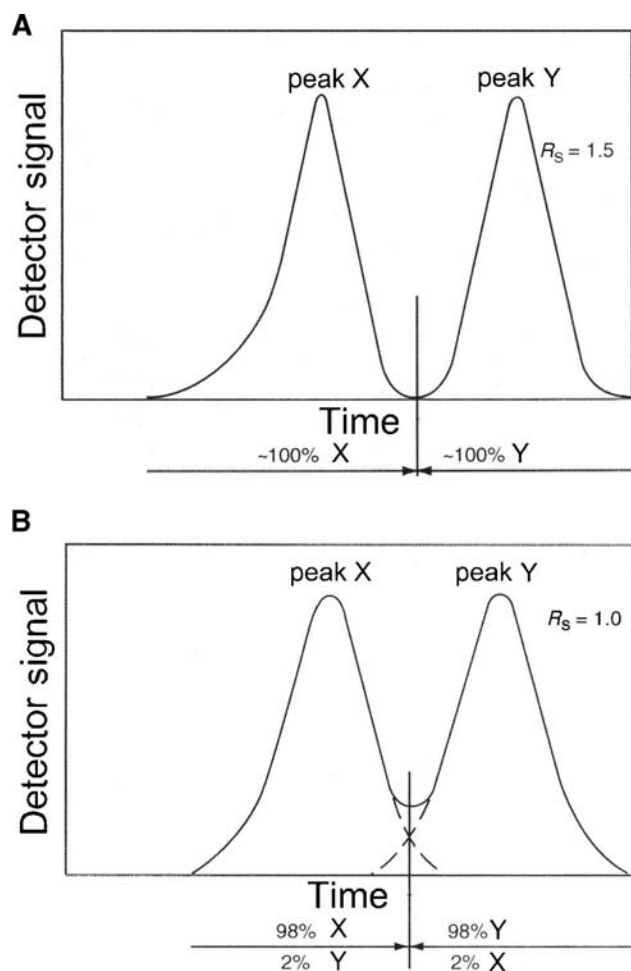 A
peak X
peak Y
Rs = 1.5
Detector signal
Time
~100% X
~100% Y
B
peak X
peak Y
Rs = 1.0
Detector signal
Time
98% X
98% Y
2% Y
2% X